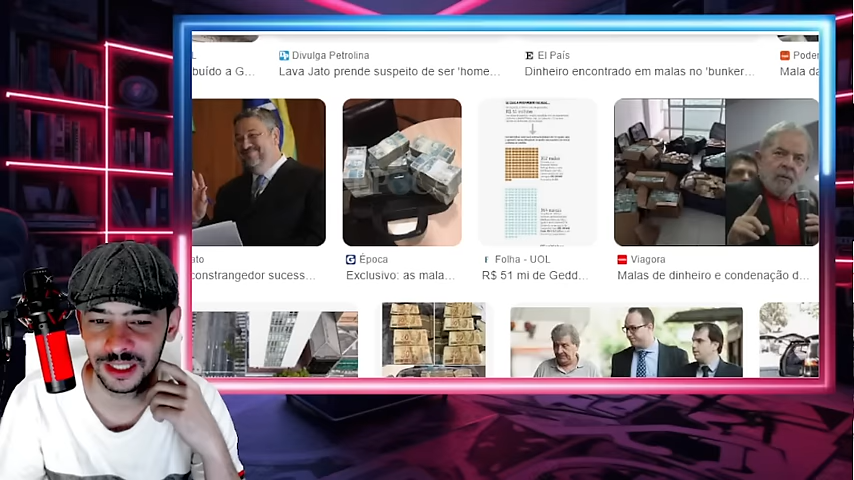 Divulga Petrolina
El País
Poder
buído a G...
Lava Jato prende suspeito de ser 'home...
Dinheiro encontrado em malas no 'bunker...
Mala da
ÉPOCA
ato
Época
Folha - UOL
Viagora
constrangedor sucess...
Exclusivo: as mala...
R$ 51 mi de Gedd...
Malas de dinheiro e condenação d...